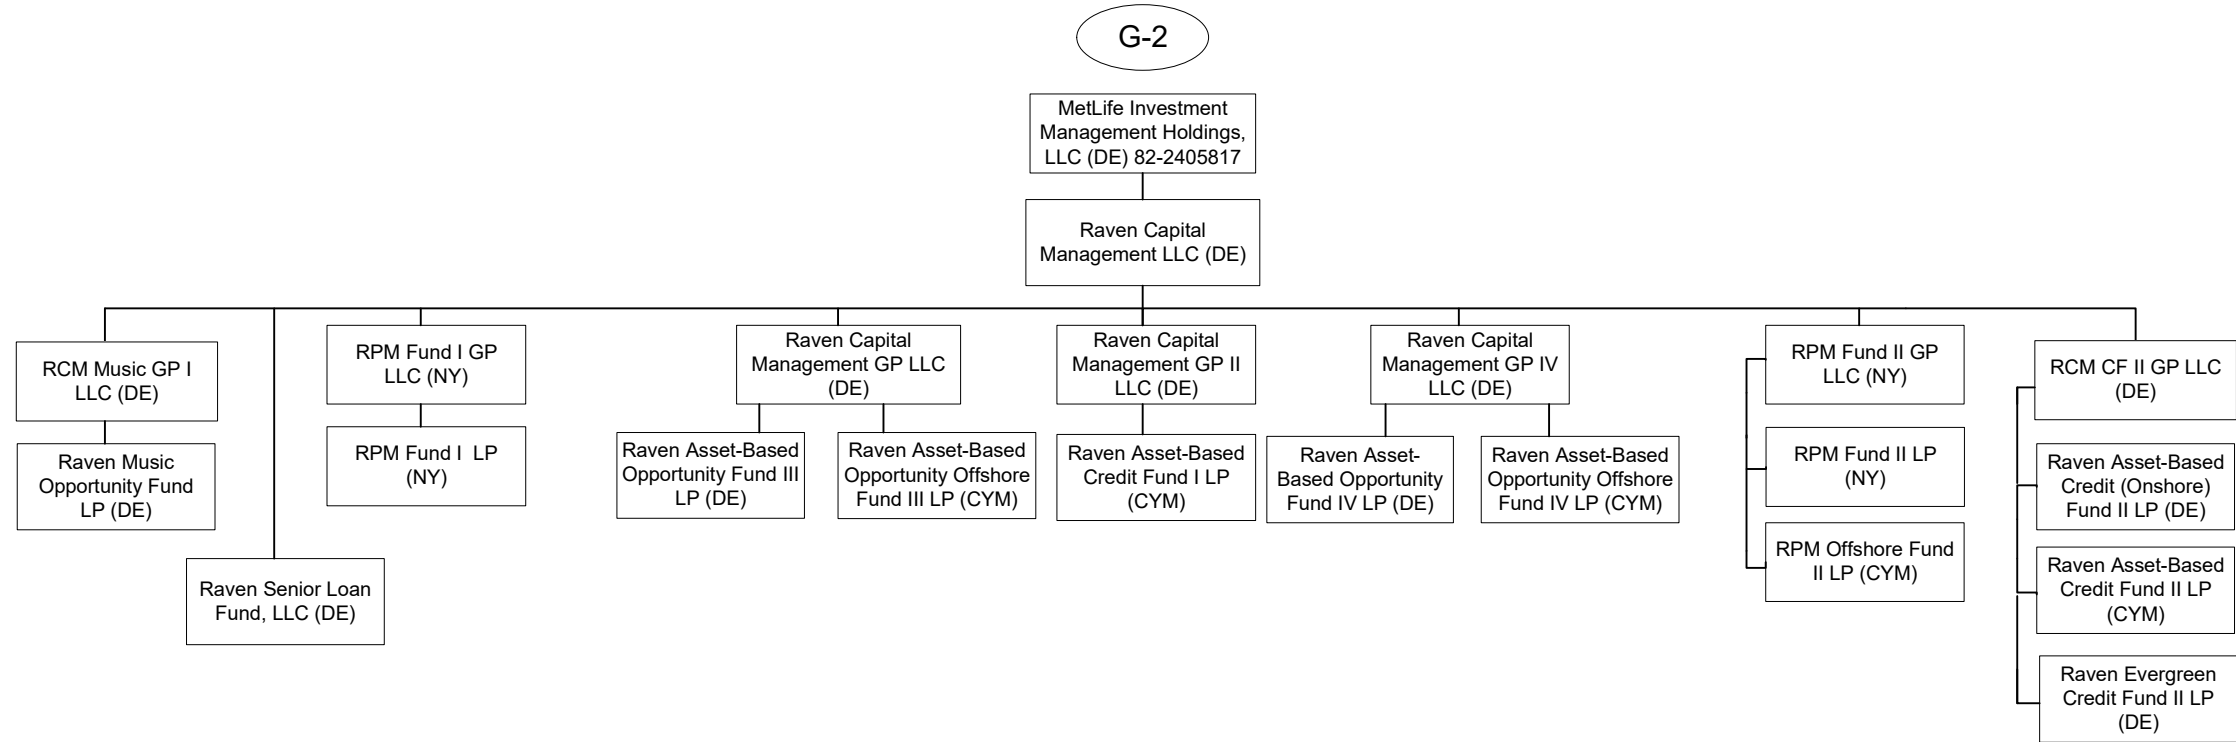 G-2
MetLife Investment
Management Holdings,
LLC (DE) 82-2405817
Raven Capital
Management LLC (DE)
RCM Music GP I
LLC (DE)
Raven Music
Opportunity Fund
LP (DE)
Raven Senior Loan
Fund, LLC (DE)
RPM Fund I GP
LLC (NY)
RPM Fund I  LP
(NY)
Raven Capital
Management GP LLC
(DE)
Raven Asset-Based
Opportunity Fund III
LP (DE)
Raven Asset-Based
Opportunity Offshore
Fund III LP (CYM)
Raven Capital
Management GP II
LLC (DE)
Raven Asset-Based
Credit Fund I LP
(CYM)
Raven Capital
Management GP IV
LLC (DE)
Raven Asset-
Based Opportunity
Fund IV LP (DE)
Raven Asset-Based
Opportunity Offshore
Fund IV LP (CYM)
RPM Fund II GP
LLC (NY)
RPM Fund II LP
(NY)
RPM Offshore Fund
II LP (CYM)
RCM CF II GP LLC
(DE)
Raven Asset-Based
Credit (Onshore)
Fund II LP (DE)
Raven Asset-Based
Credit Fund II LP
(CYM)
Raven Evergreen
Credit Fund II LP
(DE)